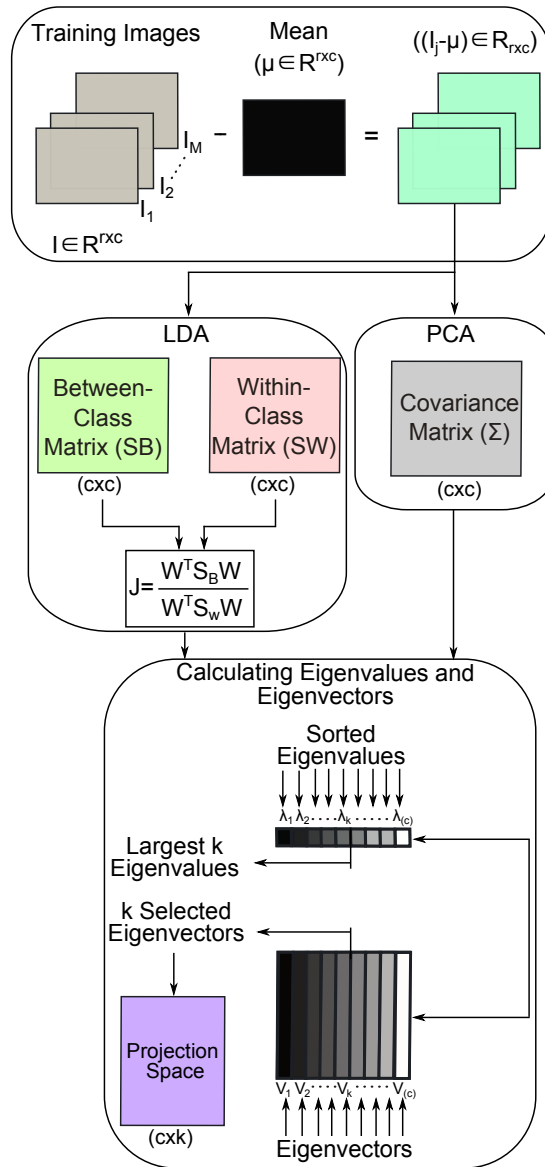 Training Images
Mean
(μ∈R^rxc)
((I_j-μ)∈R_rxc)
−
=
I_M
I_2
I_1
I∈R^rxc
LDA
PCA
Between-
Class
Matrix (SB)
Within-
Class
Matrix (SW)
Covariance
Matrix (Σ)
(cxc)
(cxc)
(cxc)
J= W^T S_B W
W^T S_w W
Calculating Eigenvalues and
Eigenvectors
Sorted
Eigenvalues
λ_1 λ_2 ····· λ_k ······ λ_(c)
Largest k
Eigenvalues
k Selected
Eigenvectors
Projection
Space
(cxk)
V_1 V_2 ····· V_k ······ V_(c)
Eigenvectors